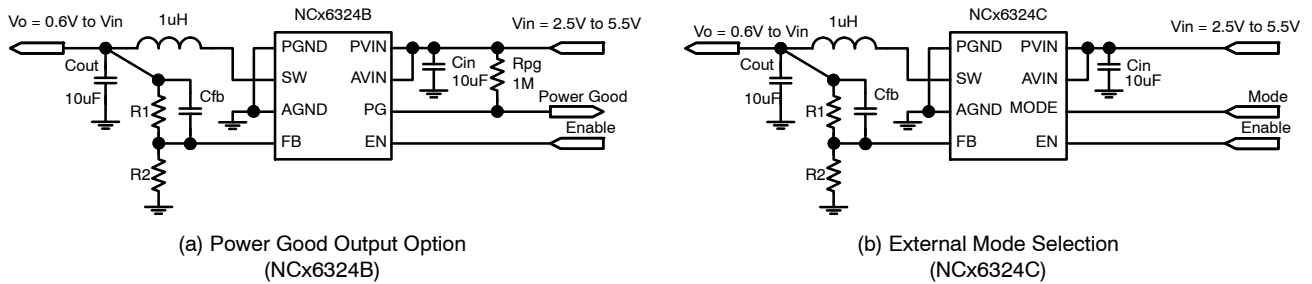 NCx6324B
Vo = 0.6V to Vin
1uH
Vin = 2.5V to 5.5V
PGND
PVIN
Cout
10uF
SW
AVIN
Cin
10uF
Rpg
1M
Cfb
R1
AGND
PG
Power Good
FB
EN
Enable
R2
(a) Power Good Output Option
(NCx6324B)
NCx6324C
Vo = 0.6V to Vin
1uH
Vin = 2.5V to 5.5V
PGND
PVIN
Cout
10uF
SW
AVIN
Cin
10uF
Cfb
R1
AGND
MODE
Mode
FB
EN
Enable
R2
(b) External Mode Selection
(NCx6324C)